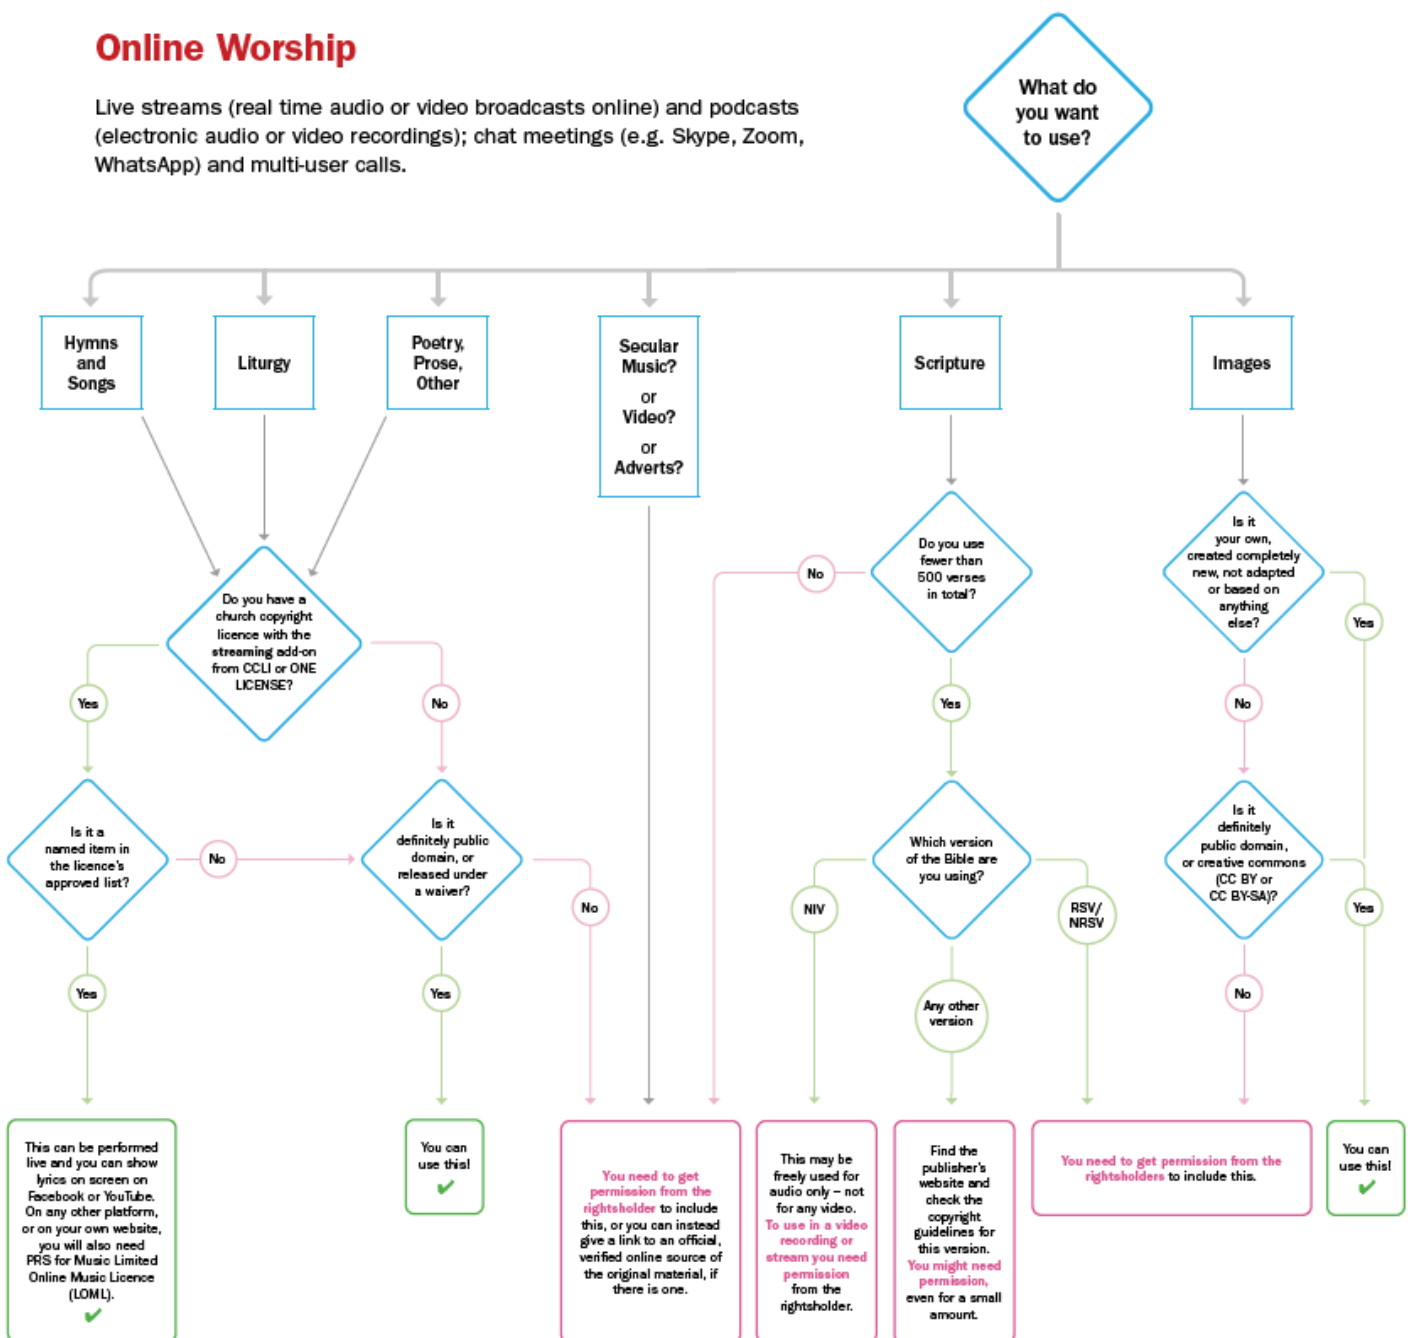 Online Worship
Live streams (real time audio or video broadcasts online) and podcasts
(electronic audio or video recordings); chat meetings (e.g. Skype, Zoom,
WhatsApp) and multi-user calls.
What do
you want
to use?
Hymns
and
Songs
Liturgy
Poetry,
Prose,
Other
Secular
Music?
or
Video?
or
Adverts?
Scripture
Images
Do you have a
church copyright
licence with the
streaming add-on
from CCLI or ONE
LICENSE?
Yes
No
Is it a
named item in
the licence's
approved list?
No
Is it
definitely public
domain, or
released under
a waiver?
No
Yes
Yes
Do you use
fewer than
500 verses
in total?
No
Yes
Which version
of the Bible are
you using?
NIV
Any other
version
RSV/
NRSV
Is it
your own,
created completely
new, not adapted
or based on
anything
else?
Yes
No
Is it
definitely
public domain,
or creative commons
(CC BY or
CC BY-SA)?
Yes
No
This can be performed
live and you can show
lyrics on screen on
Facebook or YouTube.
On any other platform,
or on your own website,
you will also need
PRS for Music Limited
Online Music Licence
(LOML).
You can
use this!
You need to get
permission from the
rightsholder to include
this, or you can instead
give a link to an official,
verified online source of
the original material, if
there is one.
This may be
freely used for
audio only – not
for any video.
To use in a video
recording or
stream you need
permission
from the
rightsholder.
Find the
publisher's
website and
check the
copyright
guidelines for
this version.
You might need
permission,
even for a small
amount.
You need to get permission from the
rightsholders to include this.
You can
use this!